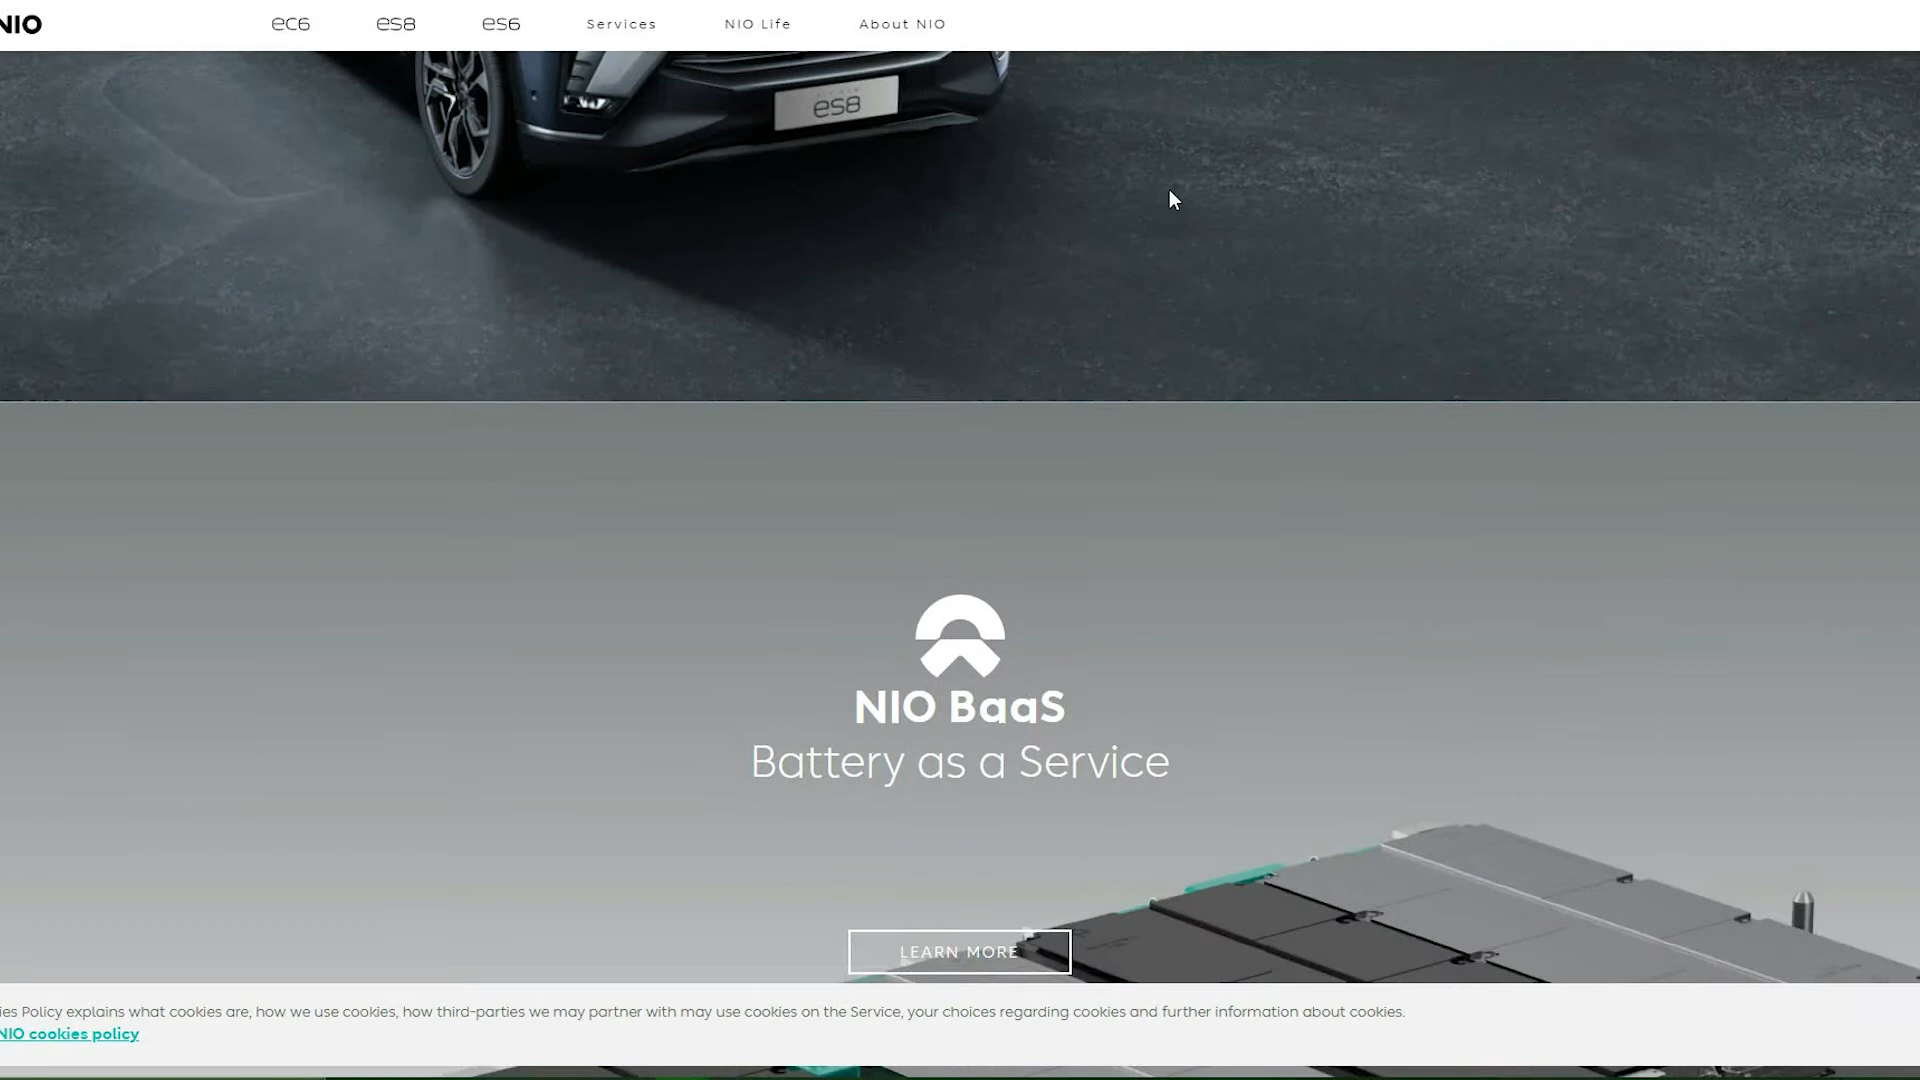 NIO
ec6
es8
es6
Services
NIO Life
About NIO
es8
NIO BaaS
Battery as a Service
LEARN MORE
ies Policy explains what cookies are, how we use cookies, how third-parties we may partner with may use cookies on the Service, your choices regarding cookies and further information about cookies.
NIO cookies policy